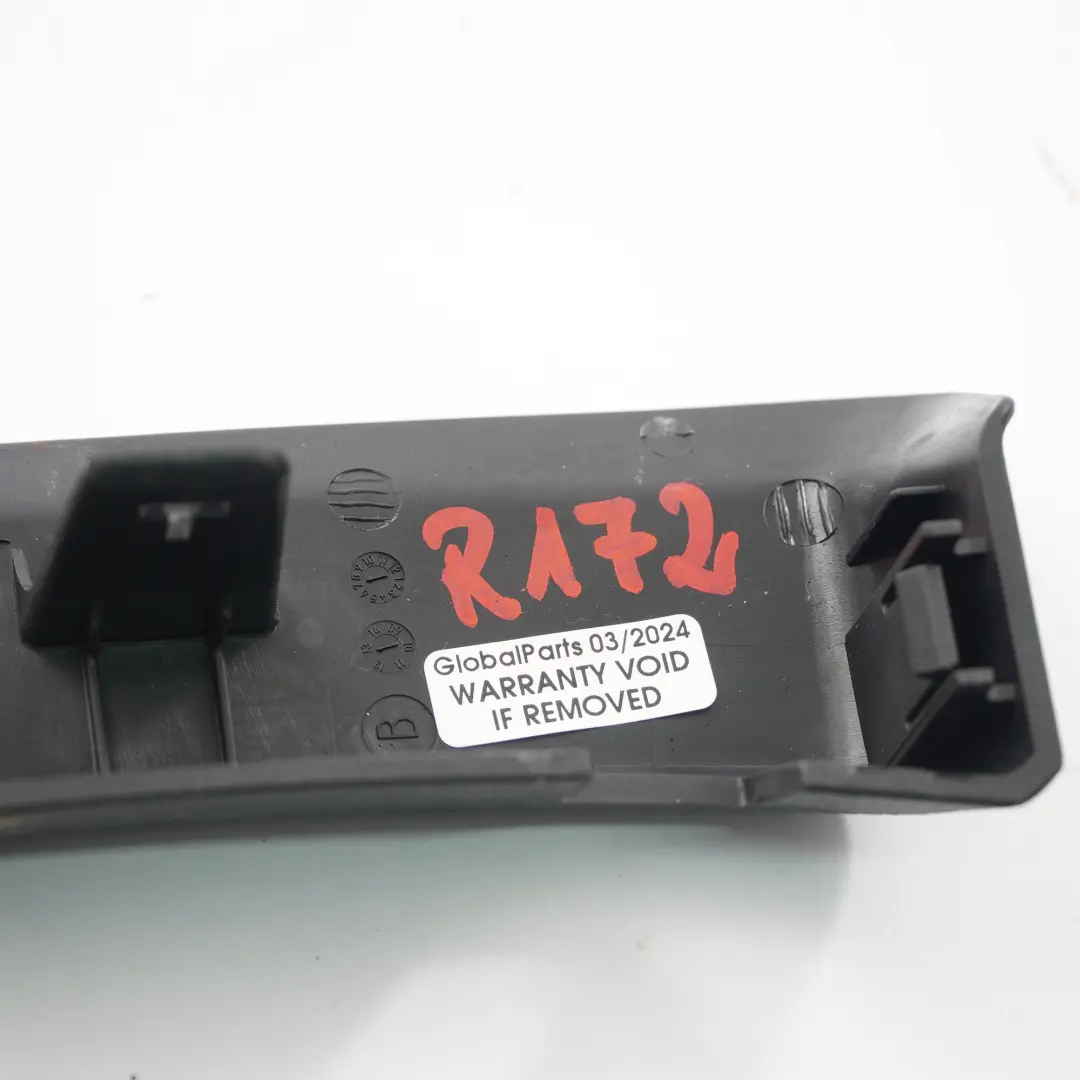 R172
GlobalParts 03/2024
WARRANTY VOID
IF REMOVED
B